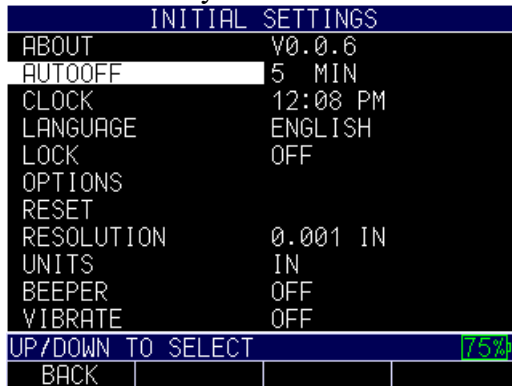 INITIAL SETTINGS
ABOUT V0.0.6
AUTOOFF 5 MIN
CLOCK 12:08 PM
LANGUAGE ENGLISH
LOCK OFF
OPTIONS
RESET
RESOLUTION 0.001 IN
UNITS IN
BEEPER OFF
VIBRATE OFF
UP/DOWN TO SELECT 75%
BACK